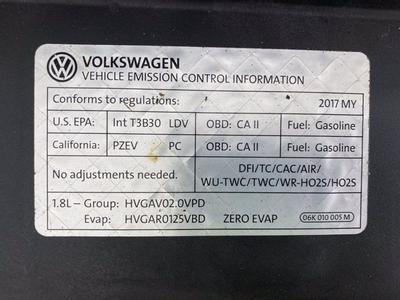 VOLKSWAGEN
VEHICLE EMISSION CONTROL INFORMATION
Conforms to regulations: 2017 MY
U.S. EPA: Int T3B30 LDV OBD: CA II Fuel: Gasoline
California: PZEV PC OBD: CA II Fuel: Gasoline
No adjustments needed. DFI/TC/CAC/AIR/
WU-TWC/TWC/WR-HO2S/HO2S
1.8L– Group: HVGAV02.0VPD
Evap: HVGAR0125VBD ZERO EVAP 06K 010 005 M